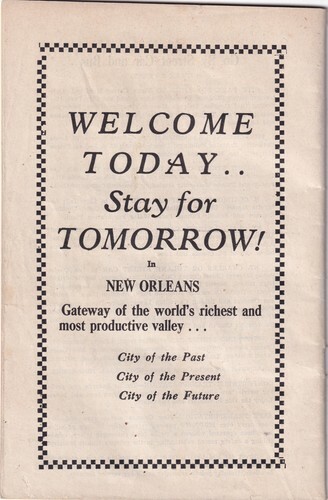 WELCOME
TODAY..
Stay for
TOMORROW!
In
NEW ORLEANS
Gateway of the world's richest and
most productive valley . . .
City of the Past
City of the Present
City of the Future